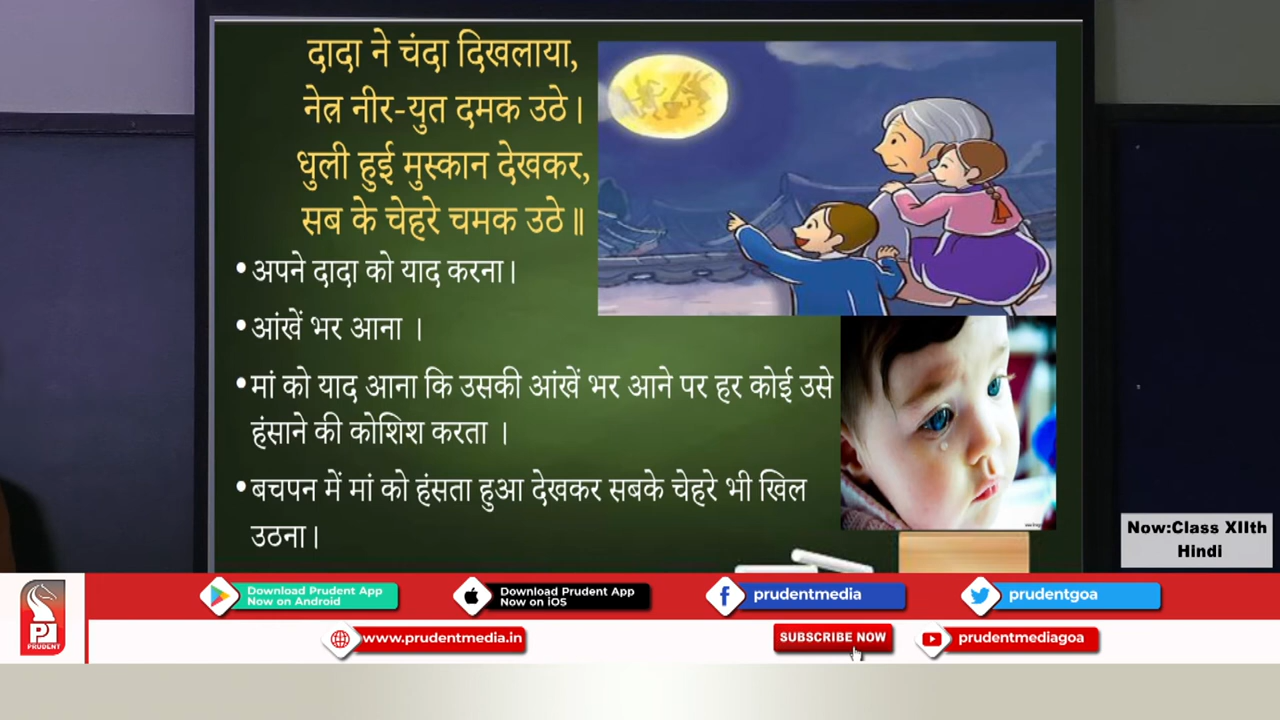 दादा ने चंदा दिखलाया,
नेत्र नीर-युत दमक उठे।
धुली हुई मुस्कान देखकर,
सब के चेहरे चमक उठे॥
•अपने दादा को याद करना।
•आंखें भर आना ।
•मां को याद आना कि उसकी आंखें भर आने पर हर कोई उसे
हंसाने की कोशिश करता ।
•बचपन में मां को हंसता हुआ देखकर सबके चेहरे भी खिल
उठना।
Now:Class XIIth
Hindi
PRUDENT
Download Prudent App
Now on Android
Download Prudent App
Now on iOS
prudentmedia
prudentgoa
www.prudentmedia.in
SUBSCRIBE NOW
prudentmediagoa